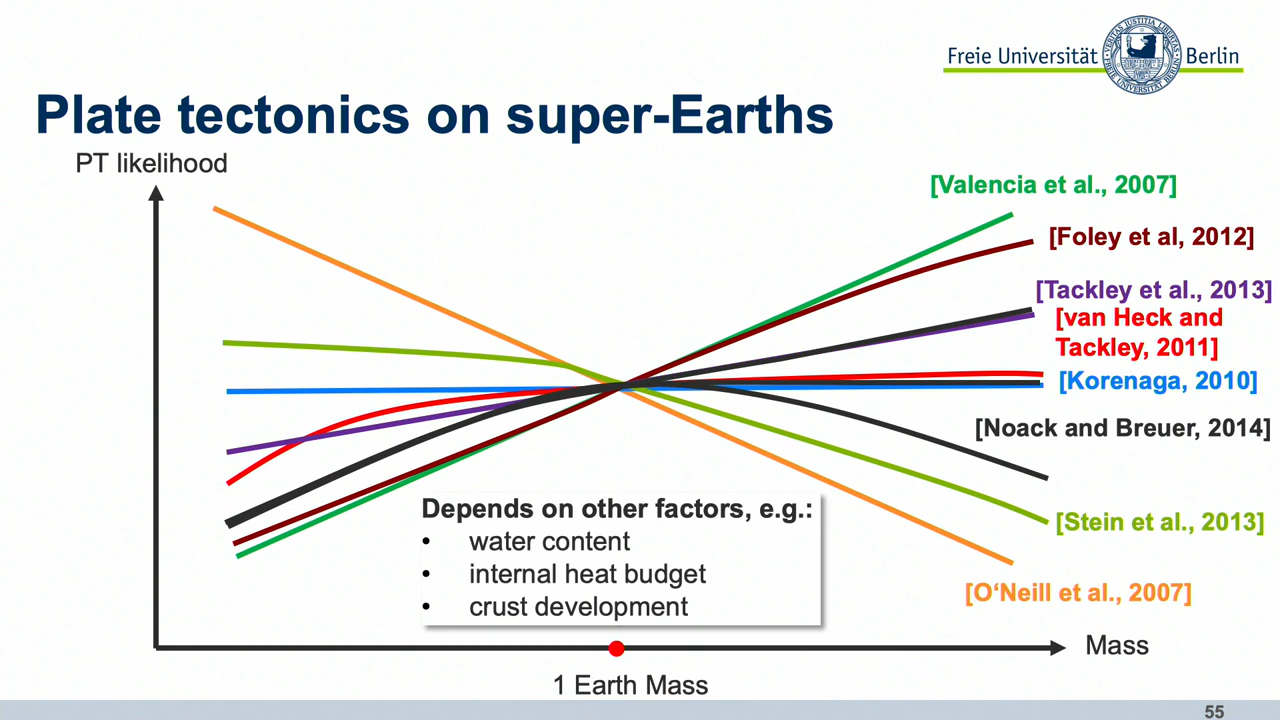 Freie Universität Berlin
Plate tectonics on super-Earths
PT likelihood
[Valencia et al., 2007]
[Foley et al, 2012]
[Tackley et al., 2013]
[van Heck and
Tackley, 2011]
[Korenaga, 2010]
[Noack and Breuer, 2014]
[Stein et al., 2013]
[O‘Neill et al., 2007]
Depends on other factors, e.g.:
• water content
• internal heat budget
• crust development
Mass
1 Earth Mass
55